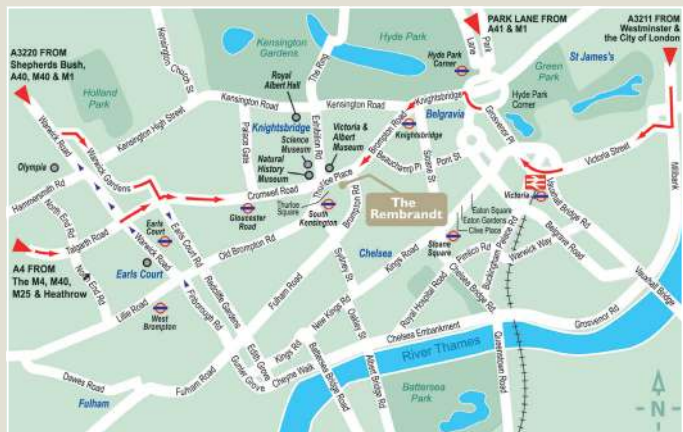 A3220 FROM
Shepherds Bush,
A40, M40 & M1
Holland
Park
Kensington
Church St
Kensington
Gardens
The Ring
Hyde Park
PARK LANE FROM
A41 & M1
Park
Lane
A3211 FROM
Westminster &
the City of London
St James's
Green
Park
Hyde Park
Corner
Hyde Park
Corner
Royal
Albert Hall
Kensington Road
Kensington Road
Knightsbridge
Knightsbridge
Knightsbridge
Belgravia
Grosvenor Pl
Kensington High Street
Warwick Road
Warwick Gardens
Palace Gate
Science
Museum
Natural
History
Museum
Exhibition Rd
Victoria &
Albert
Museum
Brompton Road
Beauchamp Pl
Sloane St
Pont St
Victoria Street
Millbank
Olympia
Hammersmith Rd
North End Rd
Cromwell Road
Thurloe Place
Thurloe
Square
The
Rembrandt
Victoria
Vauxhall Bridge Rd
Talgarth Road
Earls
Court
Gloucester
Road
South
Kensington
Brompton Rd
Eaton Square
Eaton Gardens
Clive Place
A4 FROM
The M4, M40,
M25 & Heathrow
Earls Court
Warwick Road
Earls Court Rd
Old Brompton Rd
Chelsea
Kings Road
Sloane
Square
Pimlico Rd
Buckingham Palace Rd
Warwick Way
Belgrave Road
North End Rd
Lillie Road
West
Brompton
Finborough Rd
Redcliffe Gardens
Fulham Road
Sydney St
Oakley St
Royal Hospital Road
Chelsea Bridge Rd
Vauxhall Bridge
New Kings Rd
Kings Rd
Chelsea Embankment
Grosvenor Rd
River Thames
Edith Grove
Gunter Grove
Cheyne Walk
Battersea Bridge Road
Albert Bridge Rd
Queenstown Road
Dawes Road
Fulham Road
Fulham
Battersea
Park
N